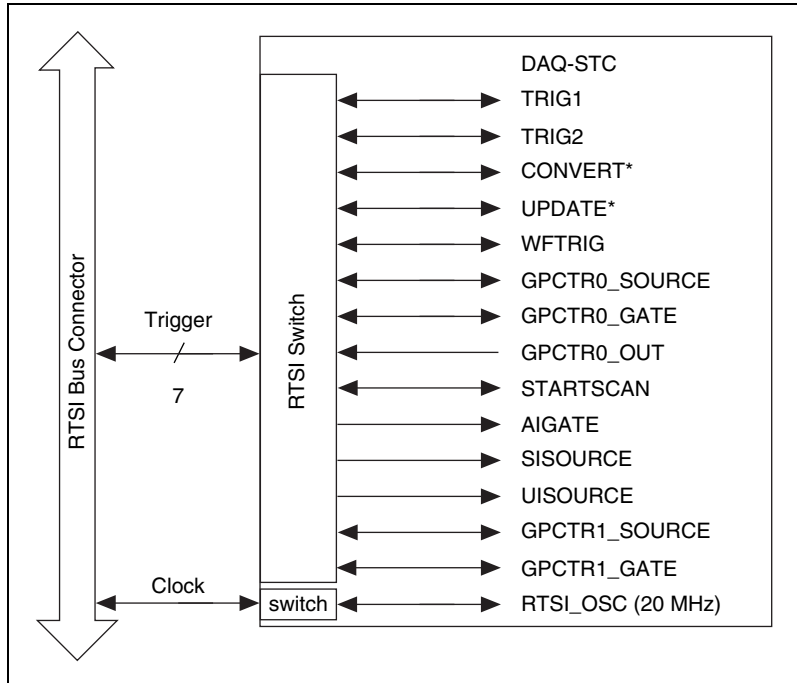 DAQ-STC
TRIG1
TRIG2
CONVERT*
UPDATE*
WFTRIG
GPCTR0_SOURCE
GPCTR0_GATE
GPCTR0_OUT
STARTSCAN
AIGATE
SISOURCE
UISOURCE
GPCTR1_SOURCE
GPCTR1_GATE
RTSI_OSC (20 MHz)
RTSI Bus Connector
Trigger
7
RTSI Switch
Clock
switch